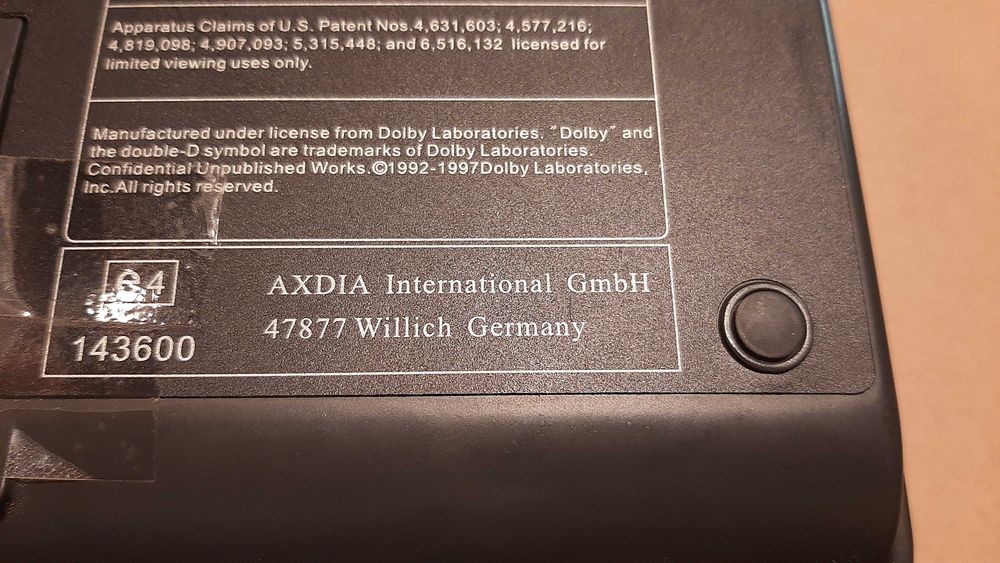 Apparatus Claims of U.S. Patent Nos.4,631,603; 4,577,216;
4,819,098; 4,907,093; 5,315,448; and 6,516,132 licensed for
limited viewing uses only.
Manufactured under license from Dolby Laboratories. "Dolby" and
the double-D symbol are trademarks of Dolby Laboratories.
Confidential Unpublished Works.©1992-1997Dolby Laboratories,
Inc.All rights reserved.
143600
AXDIA International GmbH
47877 Willich Germany